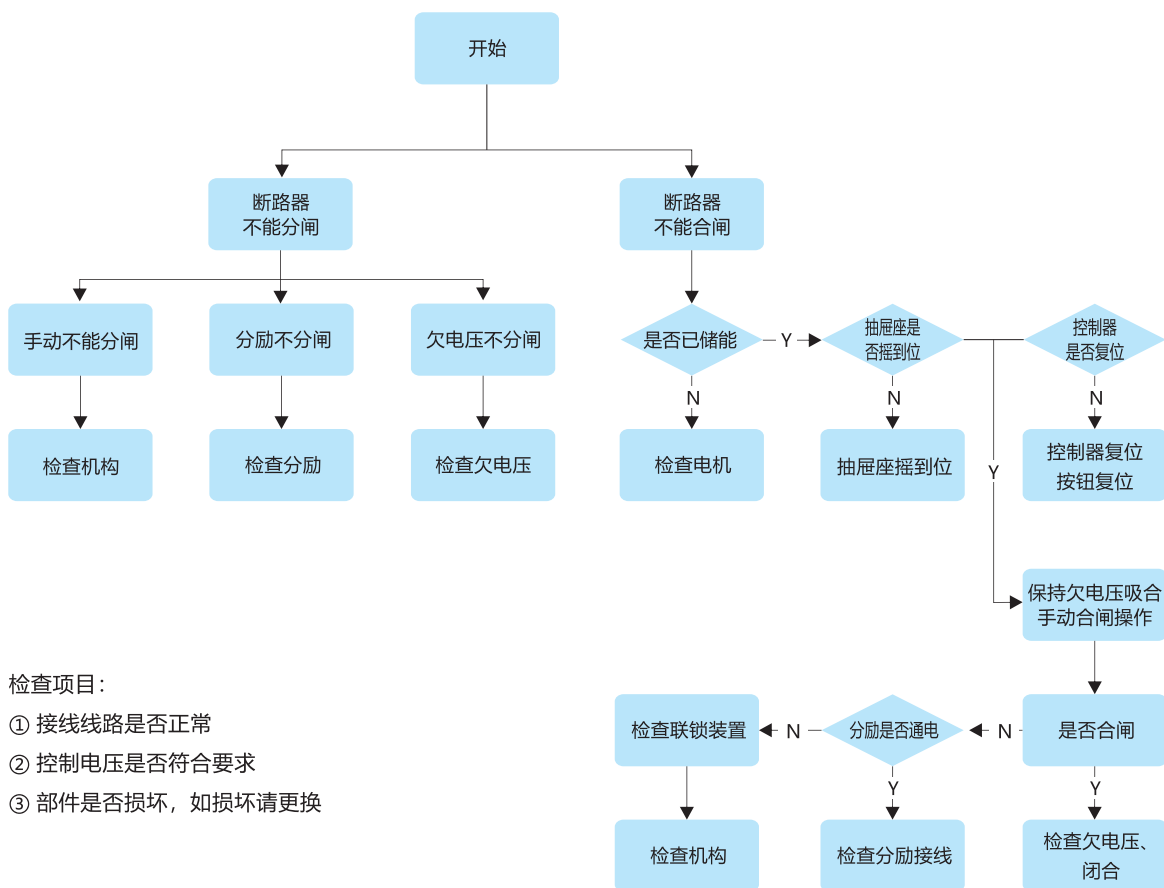 开始
断路器
不能分闸
断路器
不能合闸
手动不能分闸
分励不分闸
欠电压不分闸
是否已储能
Y
抽屉座是
否摇到位
控制器
是否复位
N
N
N
检查机构
检查分励
检查欠电压
检查电机
抽屉座摇到位
Y
控制器复位
按钮复位
保持欠电压吸合
手动合闸操作
检查项目：
① 接线线路是否正常
② 控制电压是否符合要求
③ 部件是否损坏，如损坏请更换
检查联锁装置
N
分励是否通电
N
是否合闸
Y
Y
检查机构
检查分励接线
检查欠电压、
闭合